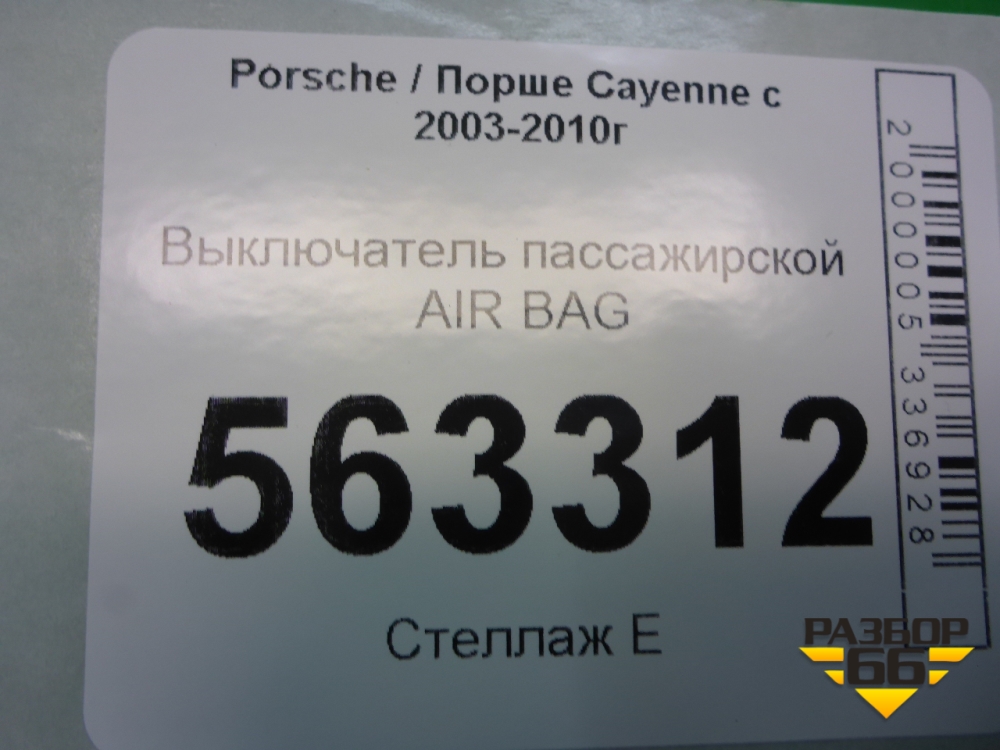 Porsche / Порше Cayenne с
2003-2010г
Выключатель пассажирской
AIR BAG
563312
Стеллаж Е
2000005336928
РАЗБОР
66